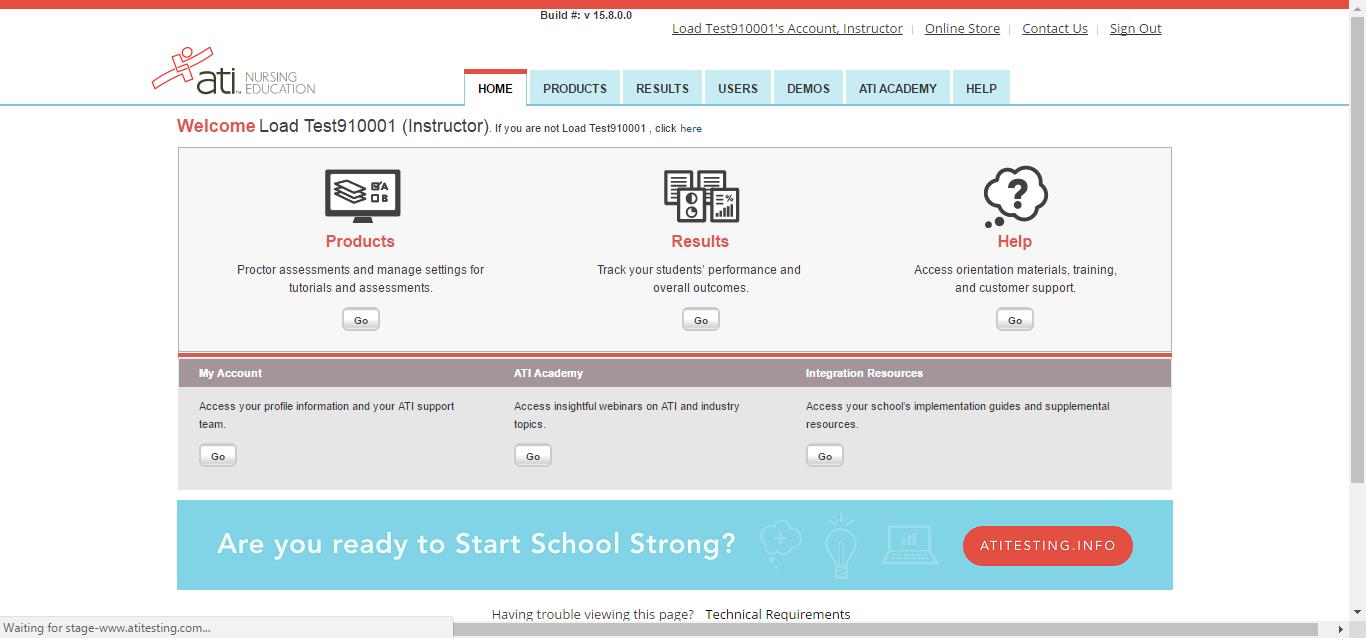 Build #: v 15.8.0.0
Load Test910001's Account, Instructor | Online Store | Contact Us | Sign Out
ati NURSING EDUCATION
HOME PRODUCTS RESULTS USERS DEMOS ATI ACADEMY HELP
Welcome Load Test910001 (Instructor). If you are not Load Test910001 , click here
A
B
?
%
Products Results Help
Proctor assessments and manage settings for
tutorials and assessments.
Track your students' performance and
overall outcomes.
Access orientation materials, training,
and customer support.
Go Go Go
My Account ATI Academy Integration Resources
Access your profile information and your ATI support
team.
Access insightful webinars on ATI and industry
topics.
Access your school's implementation guides and supplemental
resources.
Go Go Go
Are you ready to Start School Strong? ATITESTING.INFO
Having trouble viewing this page? Technical Requirements
Waiting for stage-www.atitesting.com...